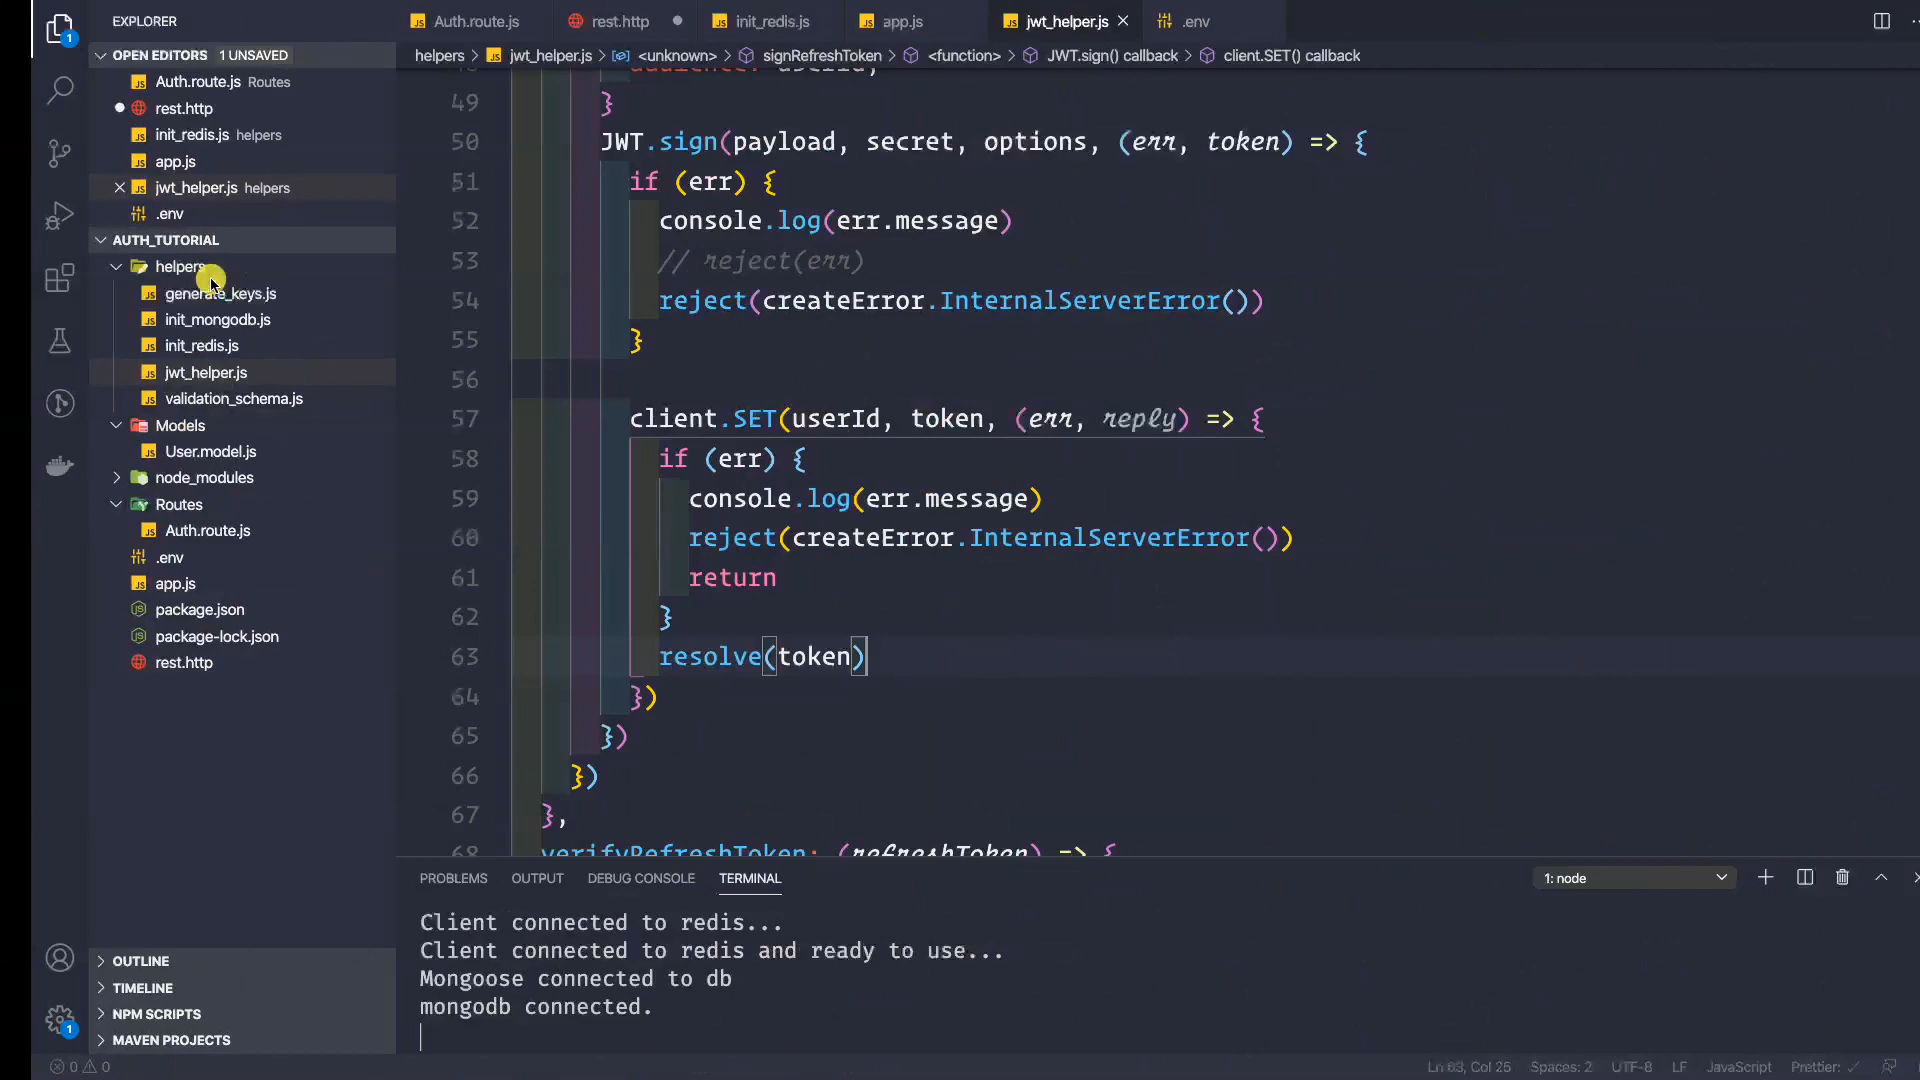 EXPLORER
Auth.route.js
rest.http
init_redis.js
app.js
jwt_helper.js
.env
OPEN EDITORS 1 UNSAVED
helpers > jwt_helper.js > <unknown> > signRefreshToken > <function> > JWT.sign() callback > client.SET() callback
Auth.route.js Routes
rest.http
init_redis.js helpers
app.js
jwt_helper.js helpers
.env
AUTH_TUTORIAL
helpers
generate_keys.js
init_mongodb.js
init_redis.js
jwt_helper.js
validation_schema.js
Models
User.model.js
node_modules
Routes
Auth.route.js
.env
app.js
package.json
package-lock.json
rest.http
OUTLINE
TIMELINE
NPM SCRIPTS
MAVEN PROJECTS
48 audience: userId,
49 }
50 JWT.sign(payload, secret, options, (err, token) => {
51 if (err) {
52 console.log(err.message)
53 // reject(err)
54 reject(createError.InternalServerError())
55 }
56
57 client.SET(userId, token, (err, reply) => {
58 if (err) {
59 console.log(err.message)
60 reject(createError.InternalServerError())
61 return
62 }
63 resolve(token)
64 })
65 })
66 })
67 },
68 verifyRefreshToken: (refreshToken) => {
PROBLEMS OUTPUT DEBUG CONSOLE TERMINAL
1: node
Client connected to redis...
Client connected to redis and ready to use...
Mongoose connected to db
mongodb connected.
1
1
0 0
Ln 63, Col 25 Spaces: 2 UTF-8 LF JavaScript Prettier: ✓